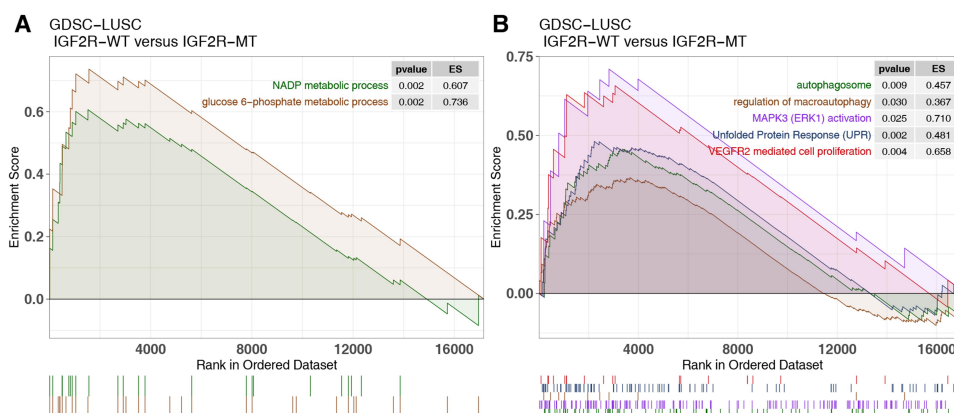 A
GDSC–LUSC
IGF2R–WT versus IGF2R–MT
pvalue ES
NADP metabolic process 0.002 0.607
glucose 6–phosphate metabolic process 0.002 0.736
Enrichment Score
0.6
0.4
0.2
0.0
4000 8000 12000 16000
Rank in Ordered Dataset
B
GDSC–LUSC
IGF2R–WT versus IGF2R–MT
pvalue ES
autophagosome 0.009 0.457
regulation of macroautophagy 0.030 0.367
MAPK3 (ERK1) activation 0.025 0.710
Unfolded Protein Response (UPR) 0.002 0.481
VEGFR2 mediated cell proliferation 0.004 0.658
Enrichment Score
0.75
0.50
0.25
0.00
4000 8000 12000 16000
Rank in Ordered Dataset